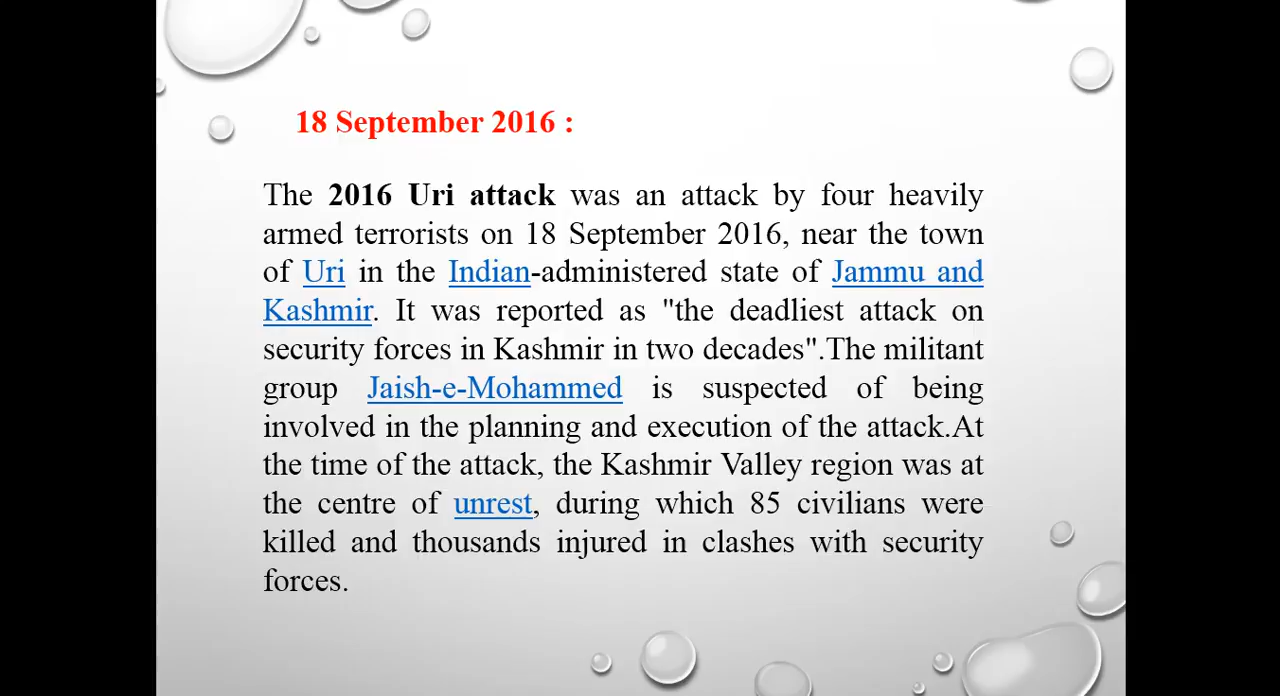 18 September 2016 :
The 2016 Uri attack was an attack by four heavily
armed terrorists on 18 September 2016, near the town
of Uri in the Indian-administered state of Jammu and
Kashmir. It was reported as "the deadliest attack on
security forces in Kashmir in two decades".The militant
group Jaish-e-Mohammed is suspected of being
involved in the planning and execution of the attack.At
the time of the attack, the Kashmir Valley region was at
the centre of unrest, during which 85 civilians were
killed and thousands injured in clashes with security
forces.